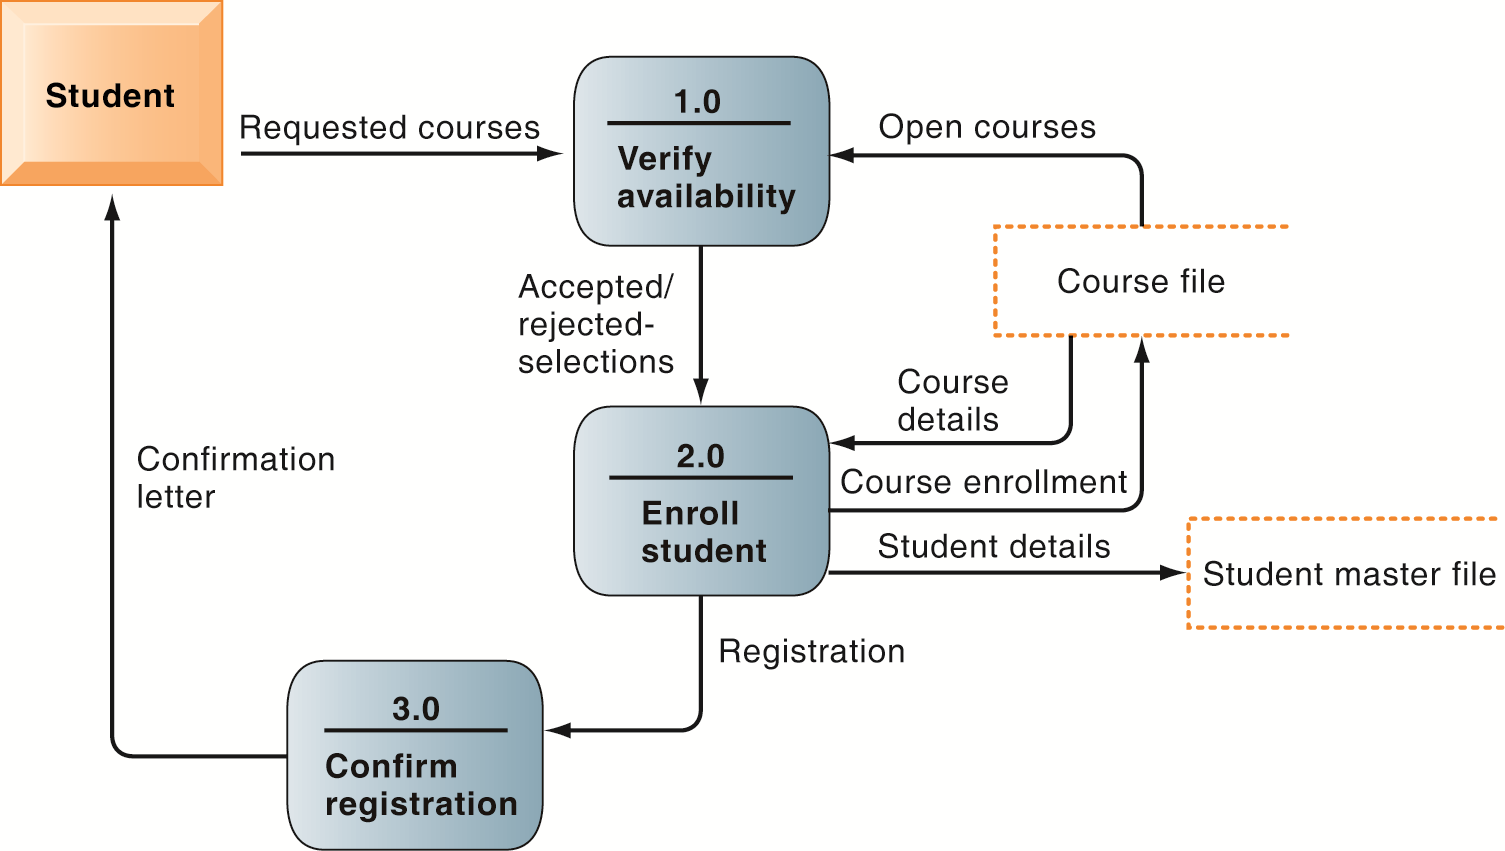 Student
Requested courses
1.0
Verify
availability
Open courses
Course file
Accepted/
rejected-
selections
Course
details
2.0
Enroll
student
Course enrollment
Student details
Student master file
Confirmation
letter
Registration
3.0
Confirm
registration